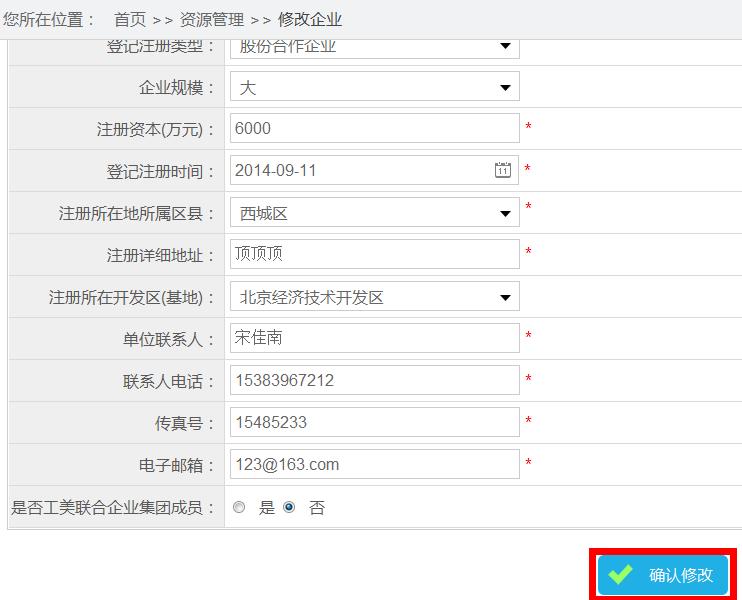 您所在位置： 首页 >> 资源管理 >> 修改企业
登记注册类型： 股份合作企业
企业规模： 大
注册资本(万元)： 6000 *
登记注册时间： 2014-09-11 11 *
注册所在地所属区县： 西城区 *
注册详细地址： 顶顶顶 *
注册所在开发区(基地)： 北京经济技术开发区
单位联系人： 宋佳南 *
联系人电话： 15383967212 *
传真号： 15485233 *
电子邮箱： 123@163.com *
是否工美联合企业集团成员： 是 否
确认修改